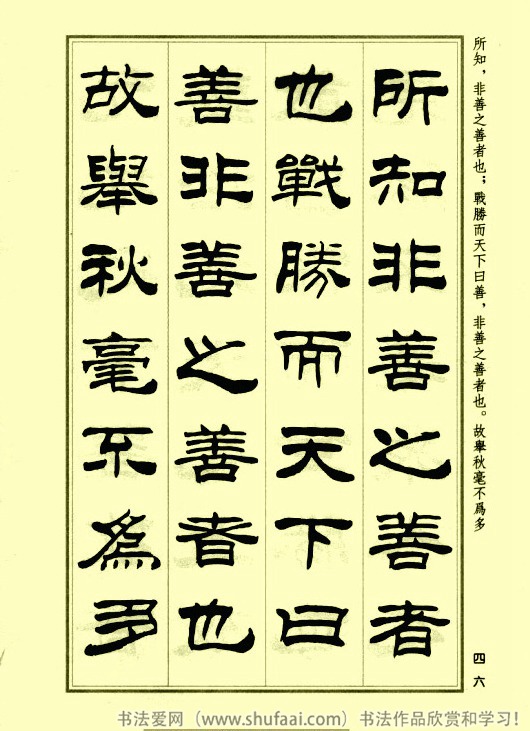 所知，非善之善者也；戰勝而天下曰善，非善之善者也。故舉秋毫不爲多
所知非善之善者
也戰勝而天下曰
善非善之善者也
故舉秋毫不爲多
四六
书法爱网（www.shufaai.com）书法作品欣赏和学习！